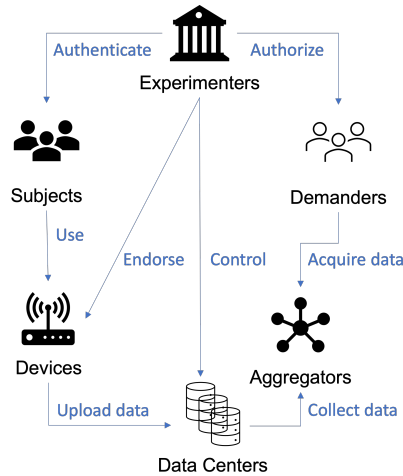 Authenticate
Authorize
Experimenters
Subjects
Demanders
Use
Endorse
Control
Acquire data
Devices
Aggregators
Upload data
Collect data
Data Centers